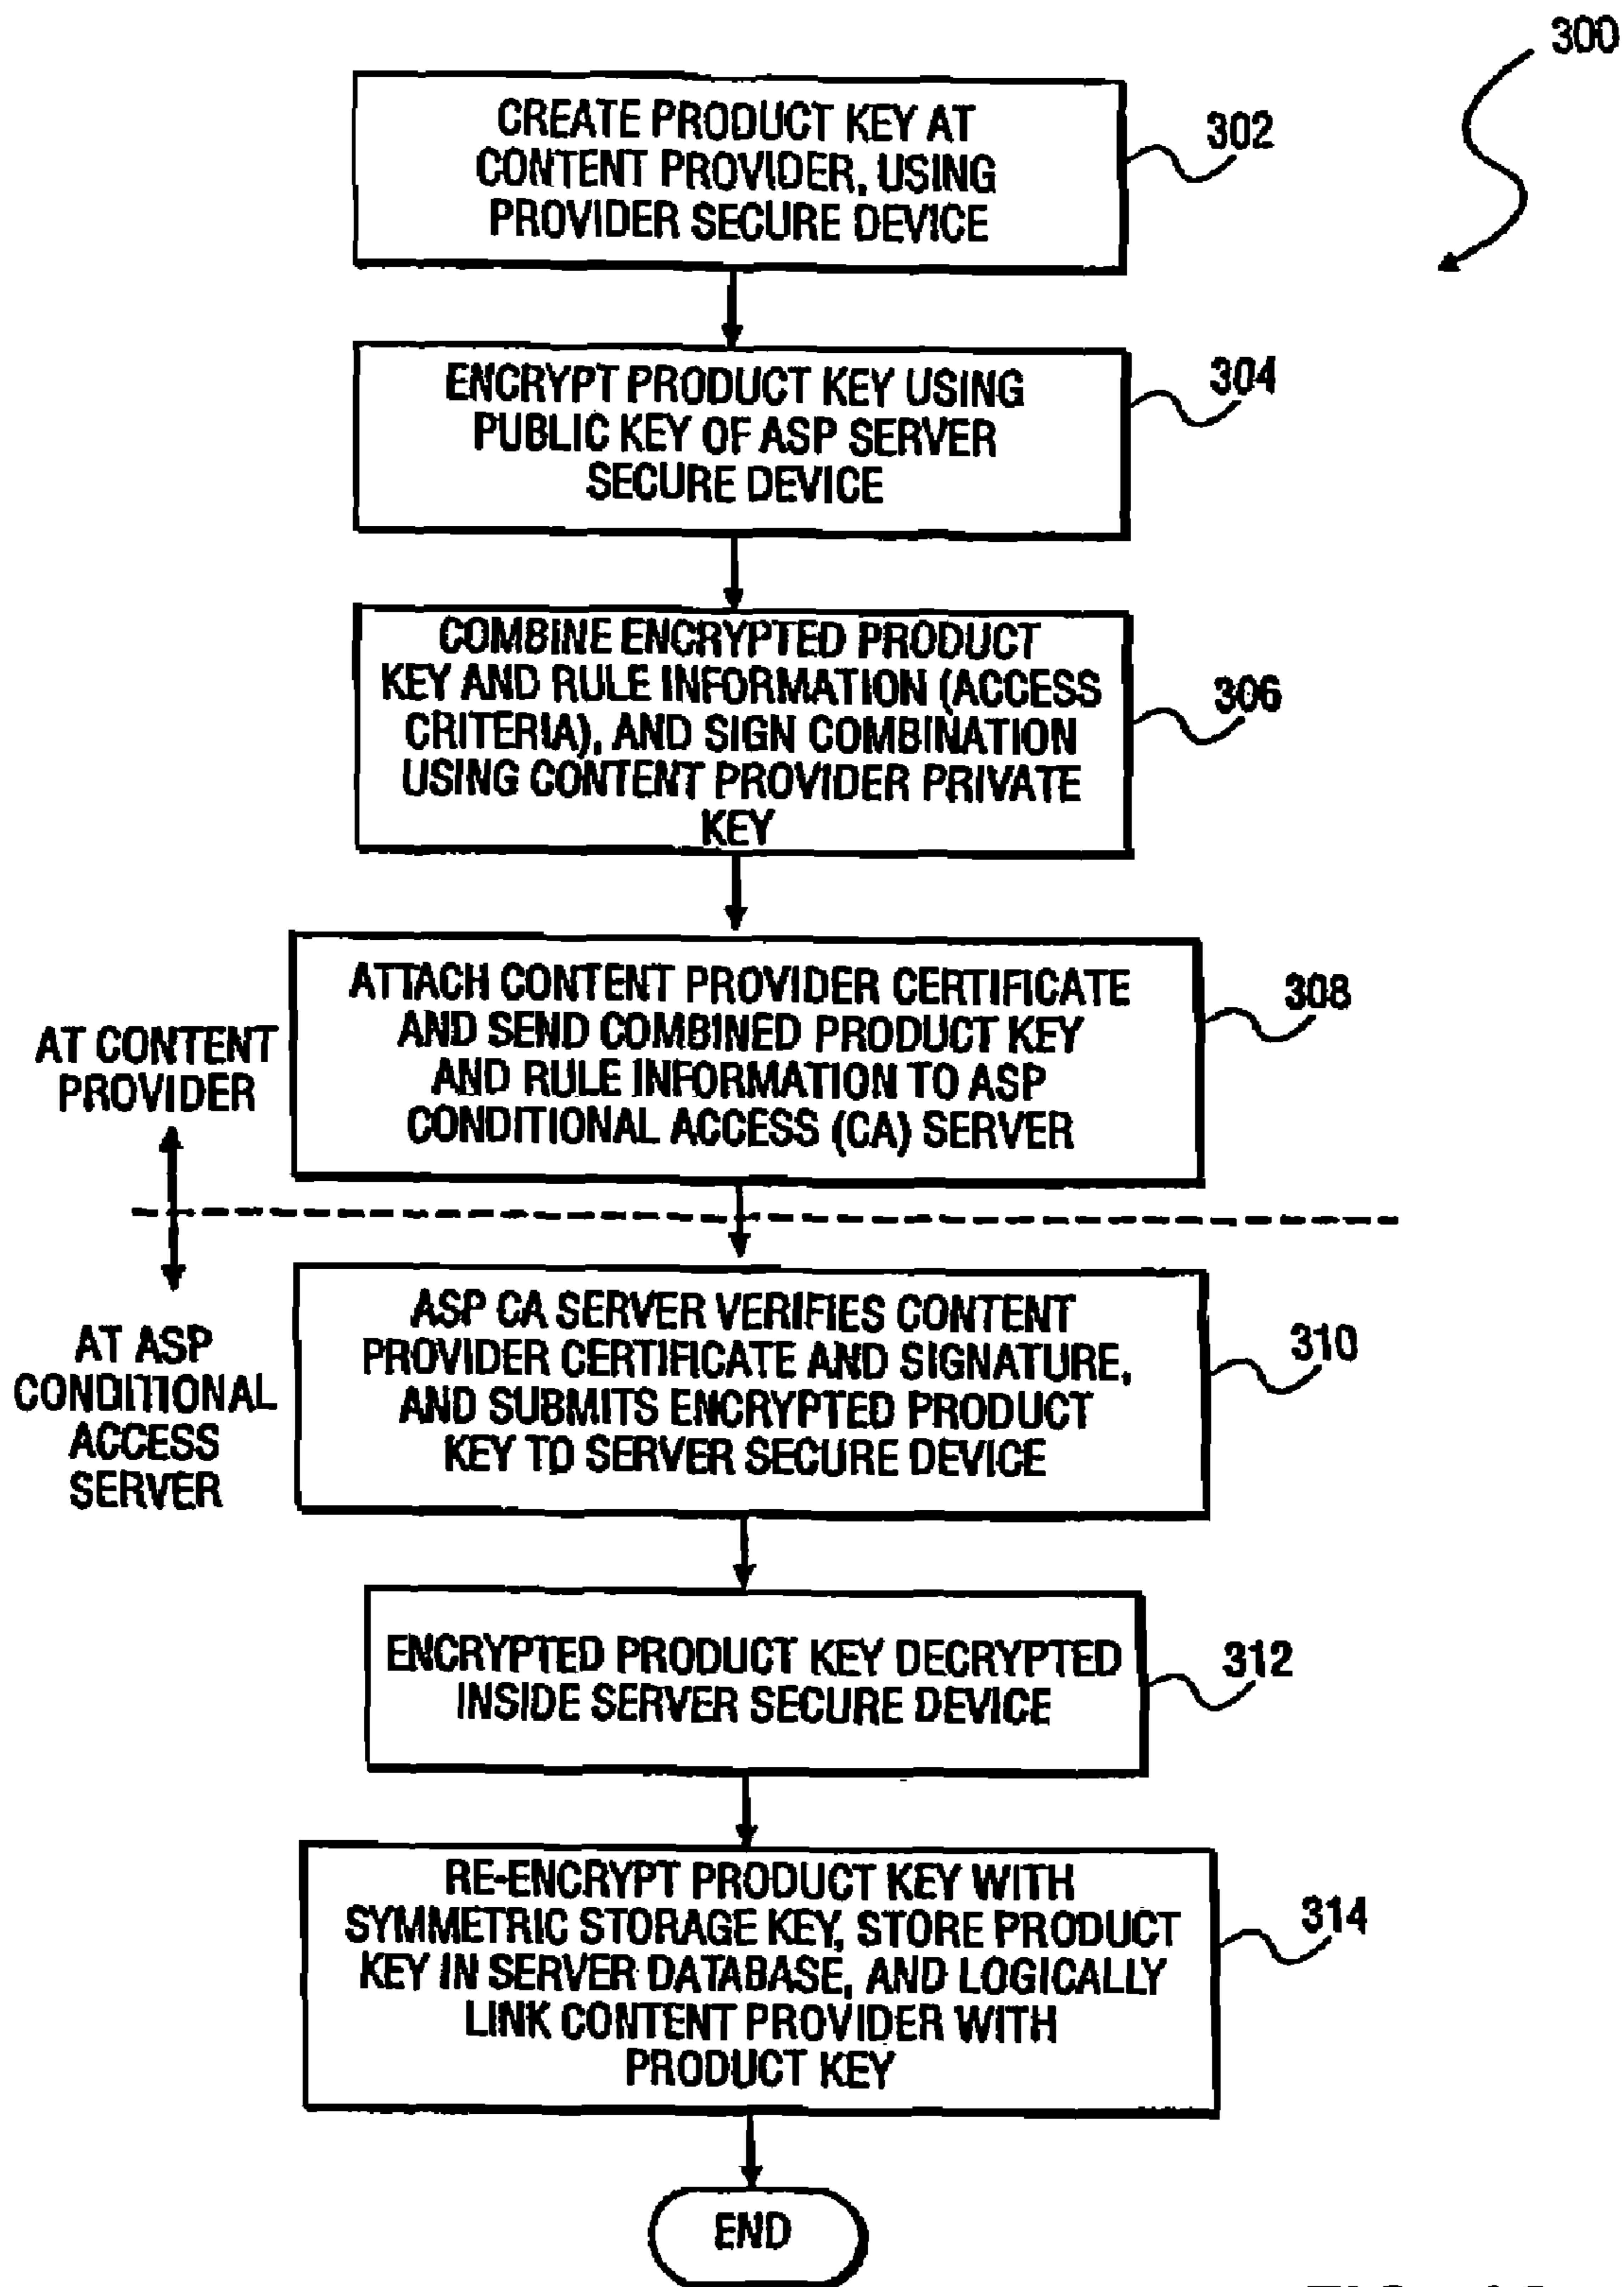 300
CREATE PRODUCT KEY AT
CONTENT PROVIDER, USING
PROVIDER SECURE DEVICE
302
ENCRYPT PRODUCT KEY USING
PUBLIC KEY OF ASP SERVER
SECURE DEVICE
304
COMBINE ENCRYPTED PRODUCT
KEY AND RULE INFORMATION (ACCESS
CRITERIA), AND SIGN COMBINATION
USING CONTENT PROVIDER PRIVATE
KEY
306
ATTACH CONTENT PROVIDER CERTIFICATE
AND SEND COMBINED PRODUCT KEY
AND RULE INFORMATION TO ASP
CONDITIONAL ACCESS (CA) SERVER
308
AT CONTENT
PROVIDER
AT ASP
CONDITIONAL
ACCESS
SERVER
ASP CA SERVER VERIFIES CONTENT
PROVIDER CERTIFICATE AND SIGNATURE,
AND SUBMITS ENCRYPTED PRODUCT
KEY TO SERVER SECURE DEVICE
310
ENCRYPTED PRODUCT KEY DECRYPTED
INSIDE SERVER SECURE DEVICE
312
RE-ENCRYPT PRODUCT KEY WITH
SYMMETRIC STORAGE KEY, STORE PRODUCT
KEY IN SERVER DATABASE, AND LOGICALLY
LINK CONTENT PROVIDER WITH
PRODUCT KEY
314
END